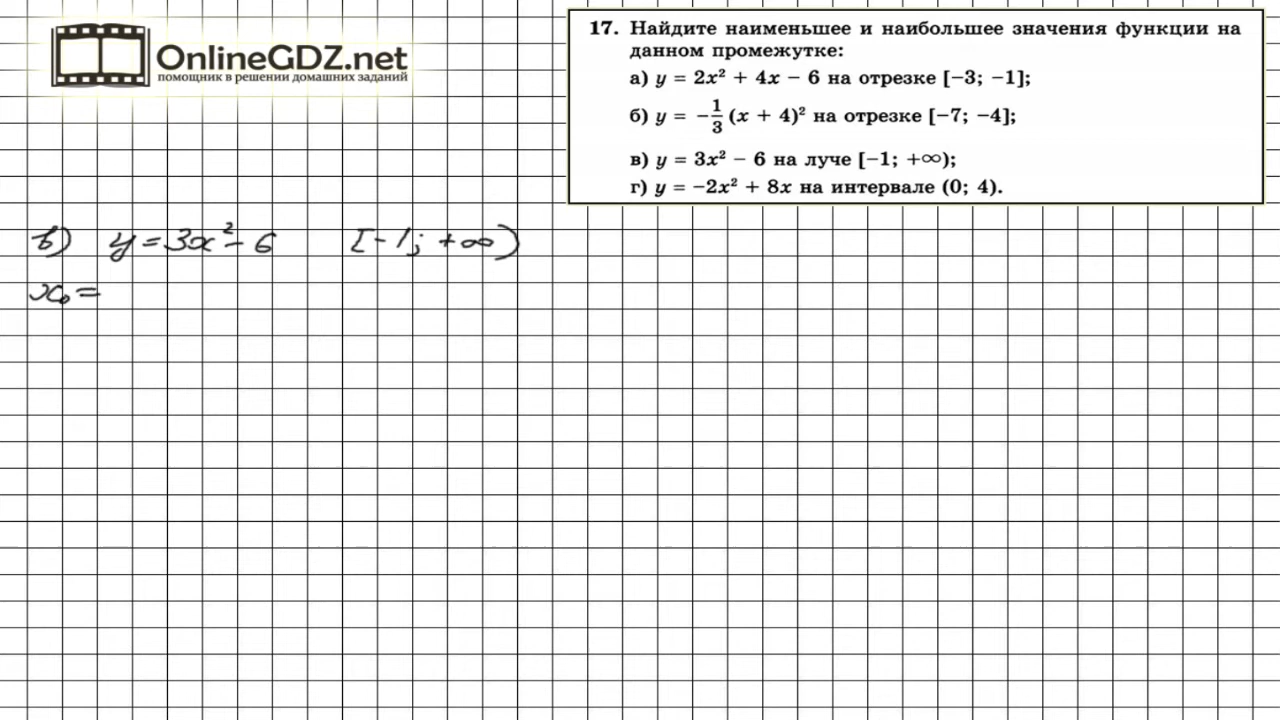 OnlineGDZ.net
помощник в решении домашних заданий
17. Найдите наименьшее и наибольшее значения функции на
данном промежутке:
а) y = 2x² + 4x − 6 на отрезке [−3; −1];
б) y = −1/3 (x + 4)² на отрезке [−7; −4];
в) y = 3x² − 6 на луче [−1; +∞);
г) y = −2x² + 8x на интервале (0; 4).
в) y = 3x² − 6 [−1; +∞)
x₀ =